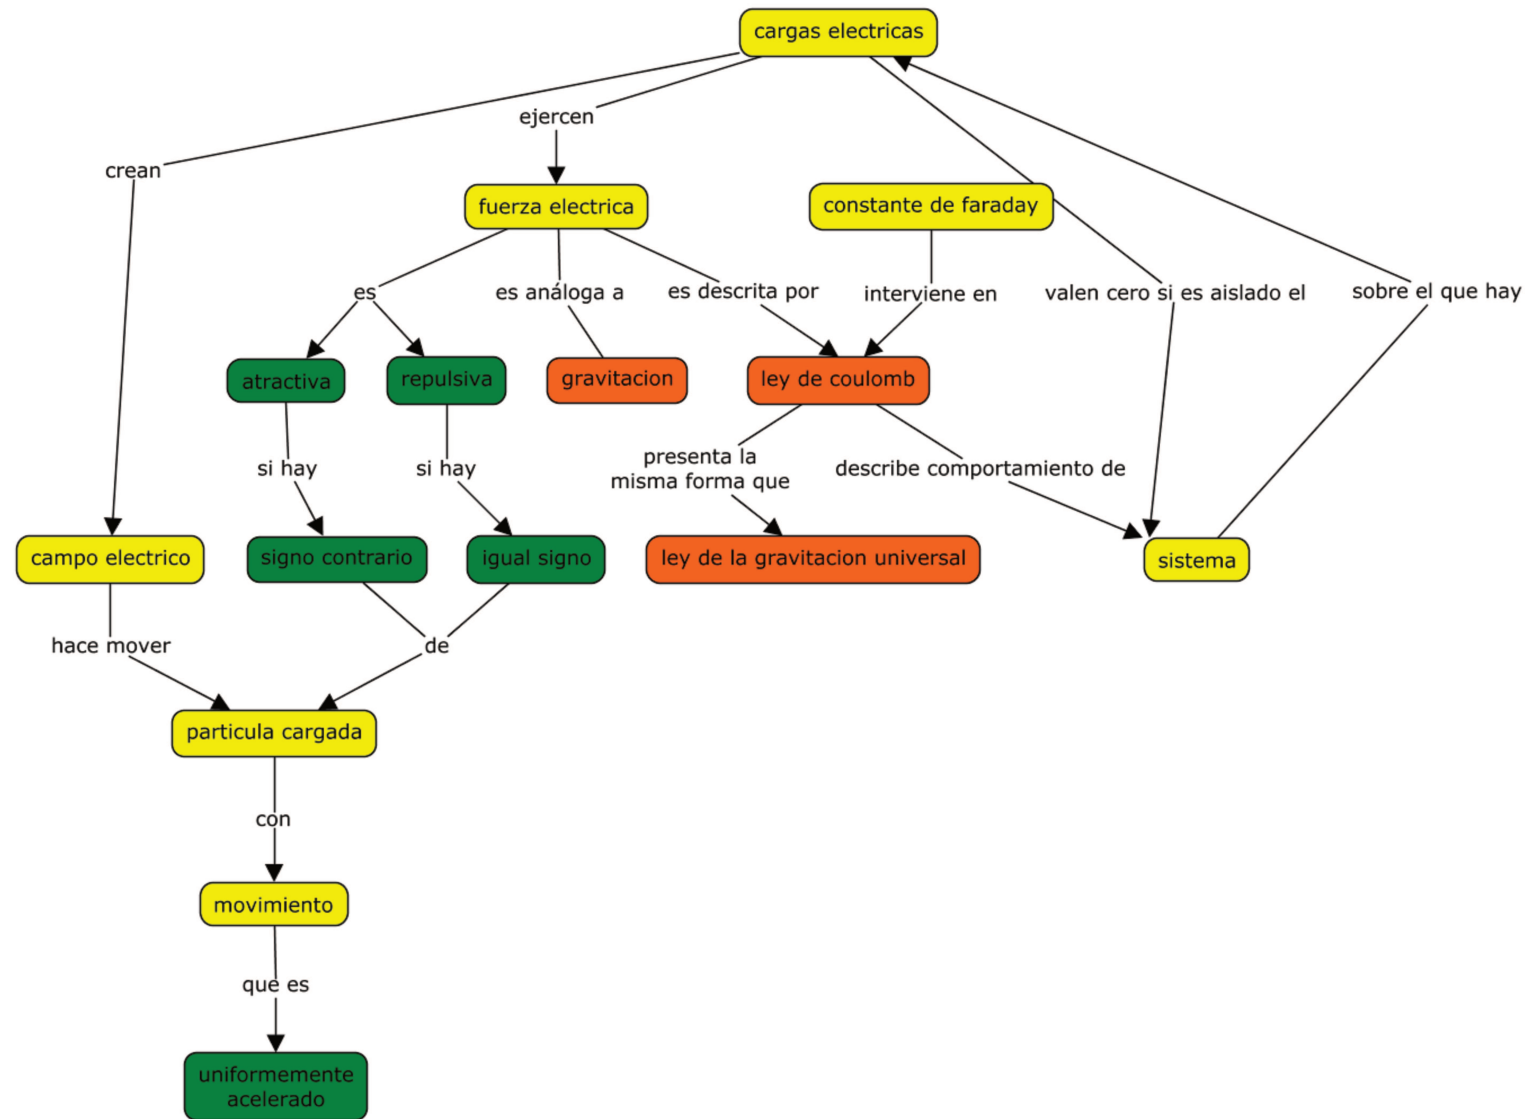 cargas electricas
ejercen
crean
fuerza electrica
constante de faraday
es
es análoga a
es descrita por
interviene en
valen cero si es aislado el
sobre el que hay
atractiva
repulsiva
gravitacion
ley de coulomb
si hay
si hay
presenta la
misma forma que
describe comportamiento de
campo electrico
signo contrario
igual signo
ley de la gravitacion universal
sistema
hace mover
de
particula cargada
con
movimiento
que es
uniformemente
acelerado